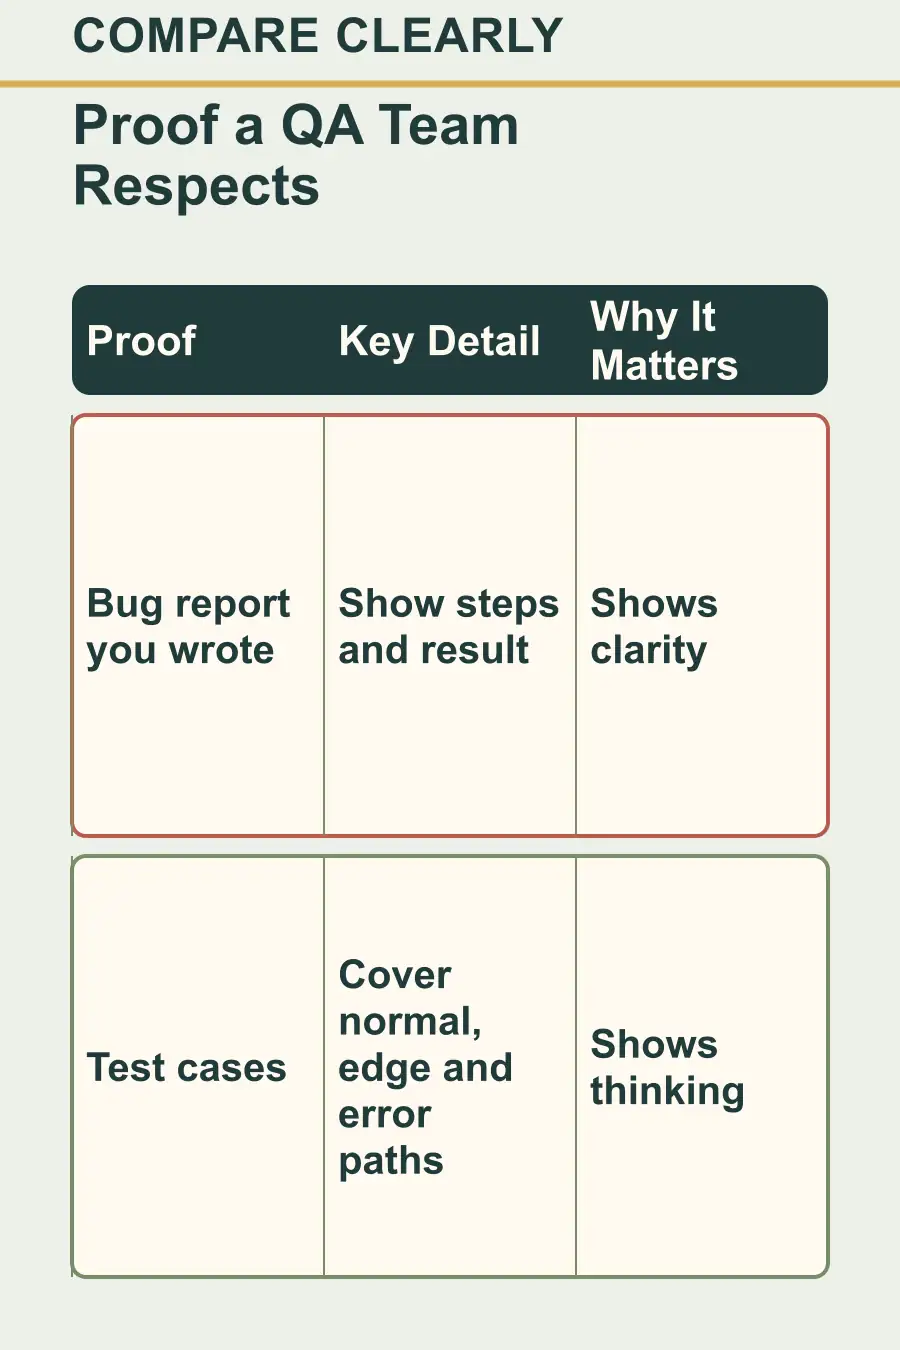 COMPARE CLEARLY
Proof a QA Team
Respects
Proof
Key Detail
Why It
Matters
Bug report
you wrote
Show steps
and result
Shows
clarity
Test cases
Cover
normal,
edge and
error
paths
Shows
thinking